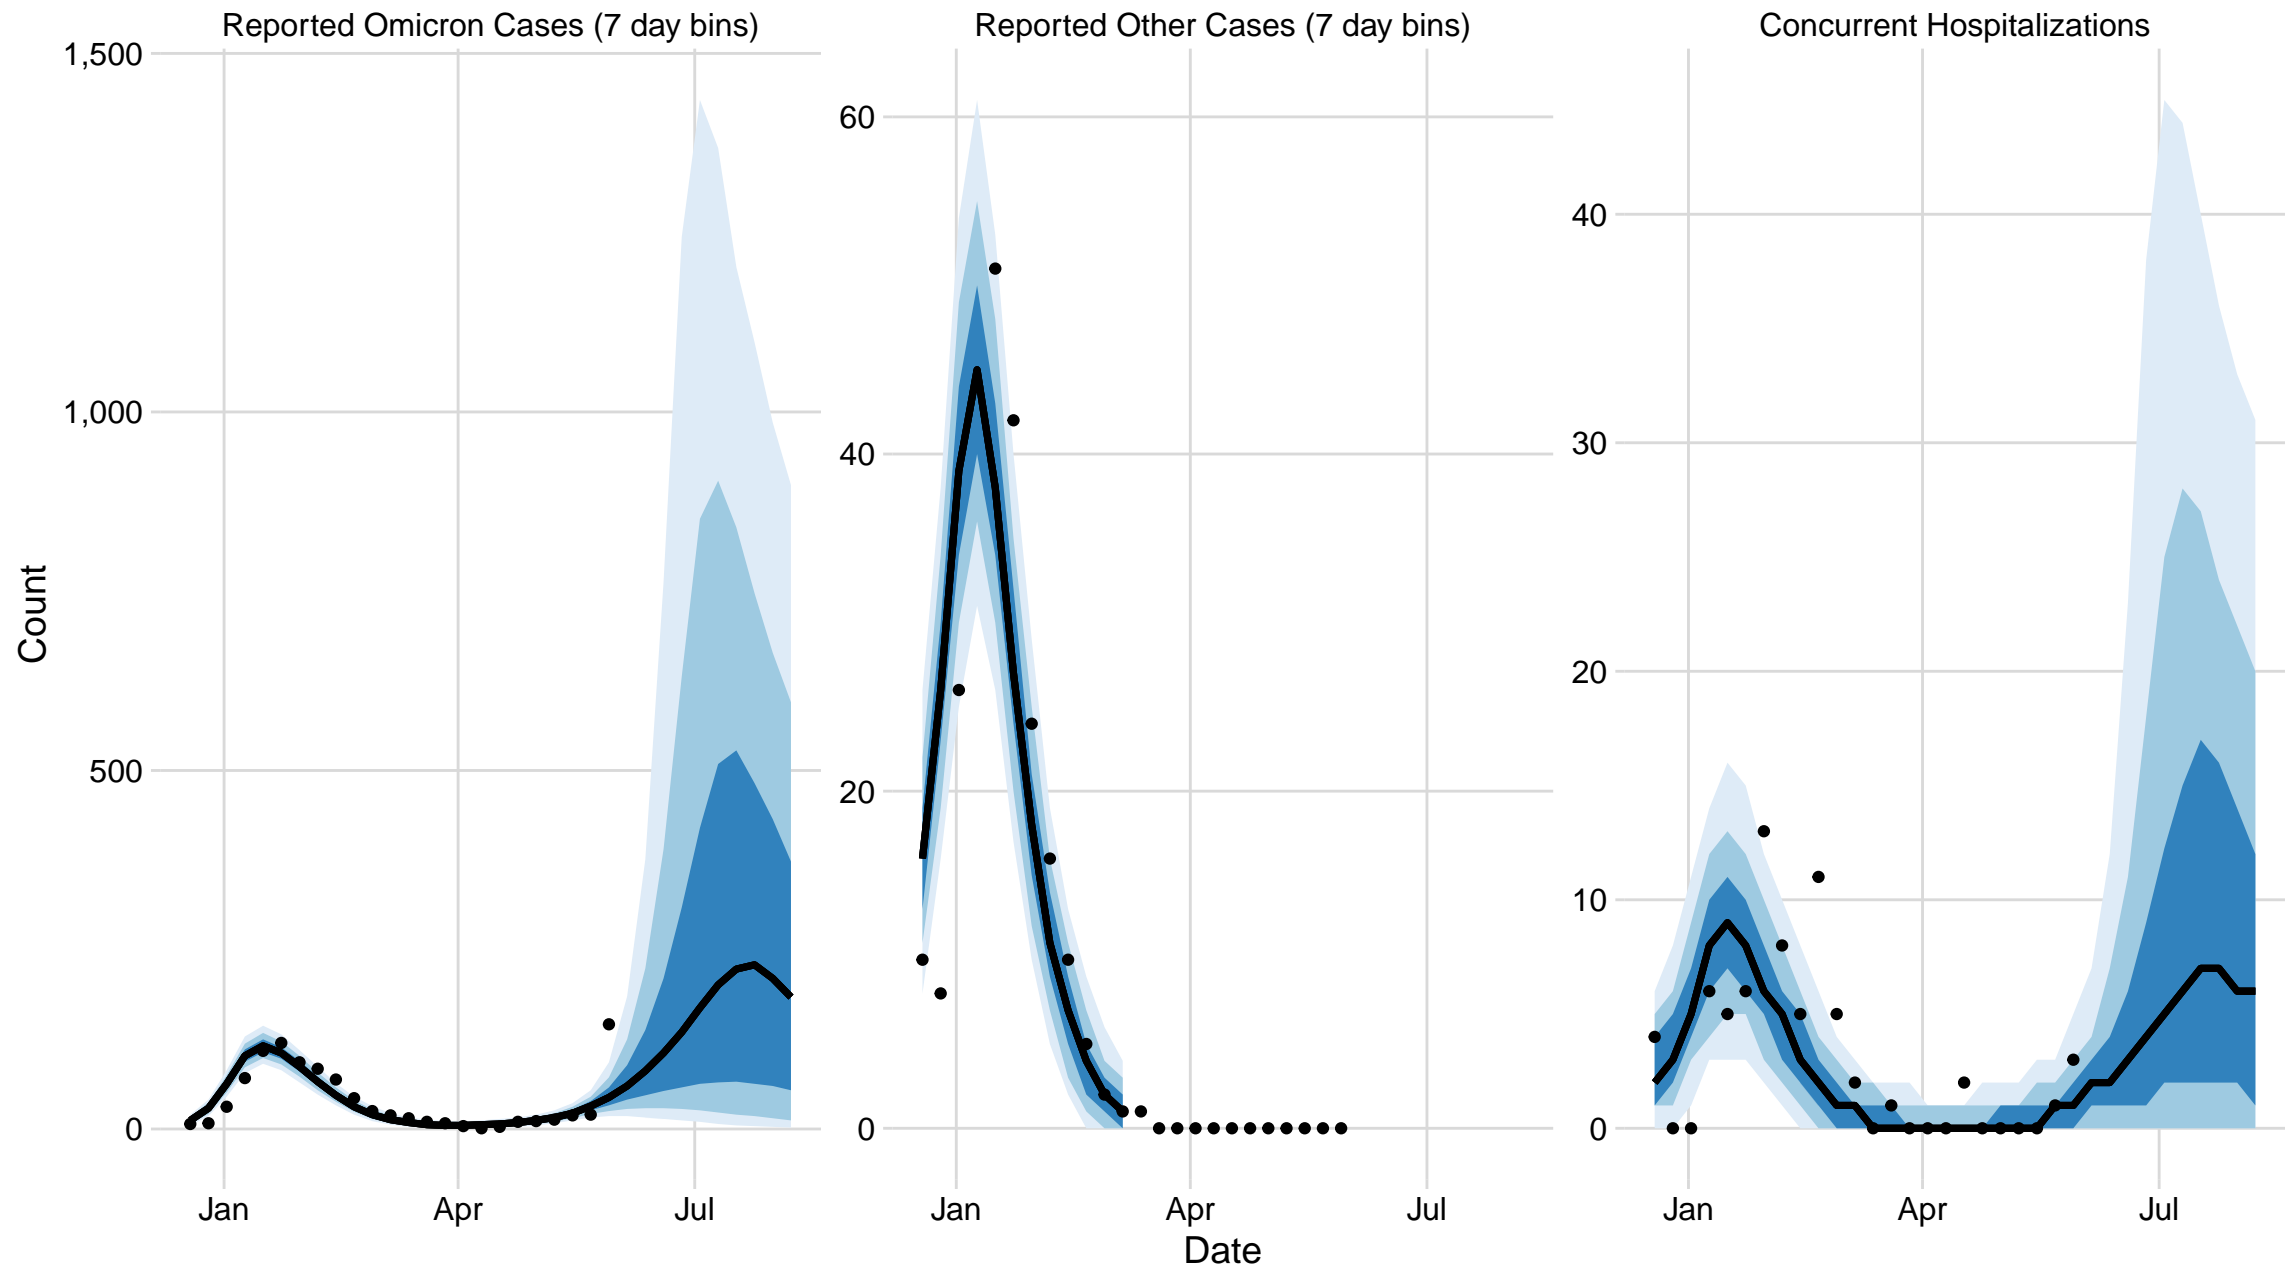 Reported Omicron Cases (7 day bins)
Reported Other Cases (7 day bins)
Concurrent Hospitalizations
Count
1,500
1,000
500
0
Jan
Apr
Jul
60
40
20
0
Jan
Apr
Jul
40
30
20
10
0
Jan
Apr
Jul
Date